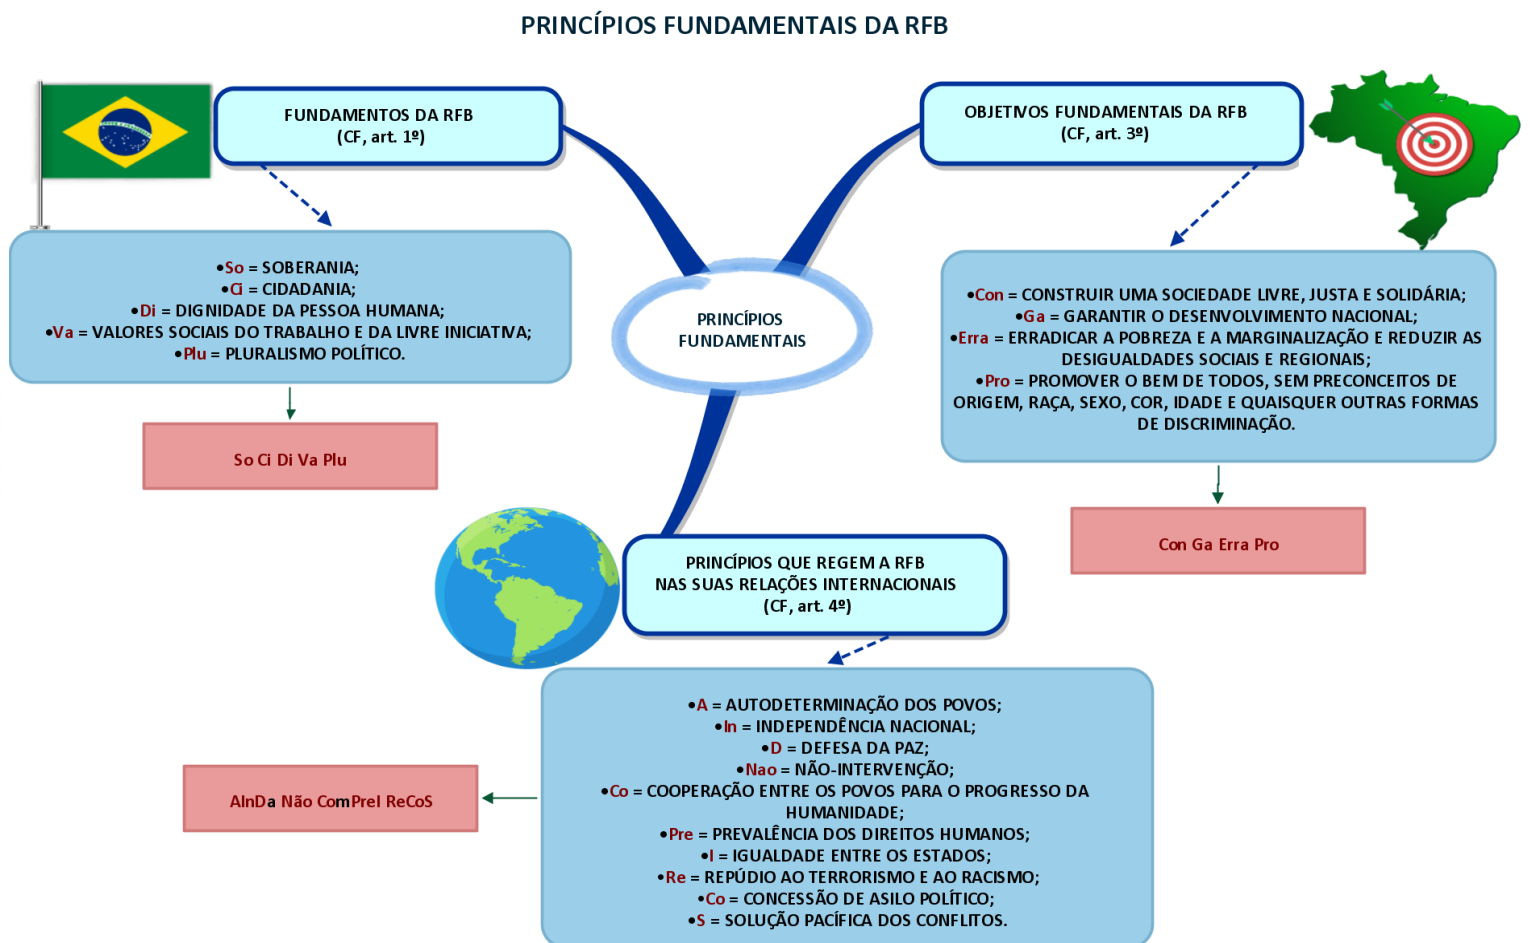 PRINCÍPIOS FUNDAMENTAIS DA RFB
FUNDAMENTOS DA RFB
(CF, art. 1º)
•So = SOBERANIA;
•Ci = CIDADANIA;
•Di = DIGNIDADE DA PESSOA HUMANA;
•Va = VALORES SOCIAIS DO TRABALHO E DA LIVRE INICIATIVA;
•Plu = PLURALISMO POLÍTICO.
So Ci Di Va Plu
PRINCÍPIOS
FUNDAMENTAIS
OBJETIVOS FUNDAMENTAIS DA RFB
(CF, art. 3º)
•Con = CONSTRUIR UMA SOCIEDADE LIVRE, JUSTA E SOLIDÁRIA;
•Ga = GARANTIR O DESENVOLVIMENTO NACIONAL;
•Erra = ERRADICAR A POBREZA E A MARGINALIZAÇÃO E REDUZIR AS
DESIGUALDADES SOCIAIS E REGIONAIS;
•Pro = PROMOVER O BEM DE TODOS, SEM PRECONCEITOS DE
ORIGEM, RAÇA, SEXO, COR, IDADE E QUAISQUER OUTRAS FORMAS
DE DISCRIMINAÇÃO.
Con Ga Erra Pro
PRINCÍPIOS QUE REGEM A RFB
NAS SUAS RELAÇÕES INTERNACIONAIS
(CF, art. 4º)
•A = AUTODETERMINAÇÃO DOS POVOS;
•In = INDEPENDÊNCIA NACIONAL;
•D = DEFESA DA PAZ;
•Nao = NÃO-INTERVENÇÃO;
•Co = COOPERAÇÃO ENTRE OS POVOS PARA O PROGRESSO DA
HUMANIDADE;
•Pre = PREVALÊNCIA DOS DIREITOS HUMANOS;
•I = IGUALDADE ENTRE OS ESTADOS;
•Re = REPÚDIO AO TERRORISMO E AO RACISMO;
•Co = CONCESSÃO DE ASILO POLÍTICO;
•S = SOLUÇÃO PACÍFICA DOS CONFLITOS.
AInDa Não ComPreI ReCoS